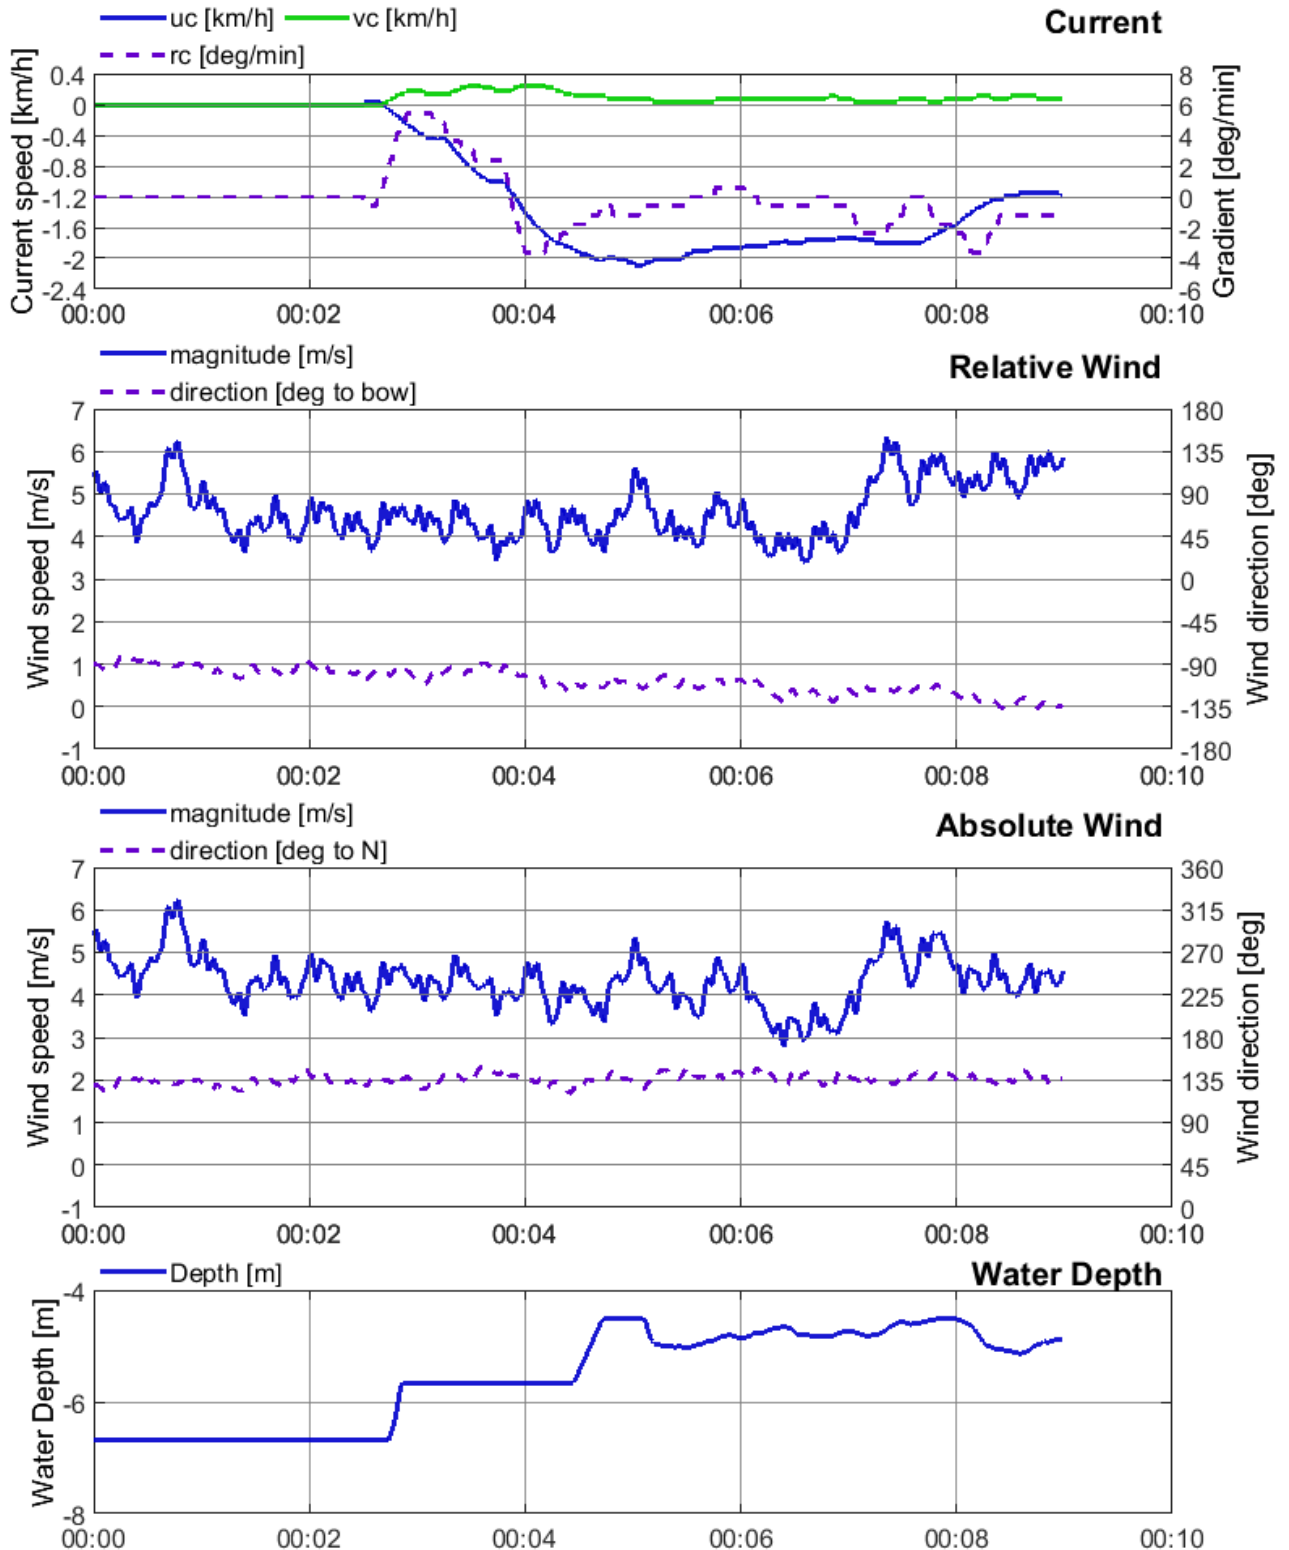 uc [km/h] vc [km/h]
Current
rc [deg/min]
Current speed [km/h]
0.4
0
-0.4
-0.8
-1.2
-1.6
-2
-2.4
8
6
4
2
0
-2
-4
-6
Gradient [deg/min]
00:00 00:02 00:04 00:06 00:08 00:10
magnitude [m/s]
Relative Wind
direction [deg to bow]
Wind speed [m/s]
7
6
5
4
3
2
1
0
-1
180
135
90
45
0
-45
-90
-135
-180
Wind direction [deg]
00:00 00:02 00:04 00:06 00:08 00:10
magnitude [m/s]
Absolute Wind
direction [deg to N]
Wind speed [m/s]
7
6
5
4
3
2
1
0
-1
360
315
270
225
180
135
90
45
0
Wind direction [deg]
00:00 00:02 00:04 00:06 00:08 00:10
Depth [m]
Water Depth
Water Depth [m]
-4
-6
-8
00:00 00:02 00:04 00:06 00:08 00:10